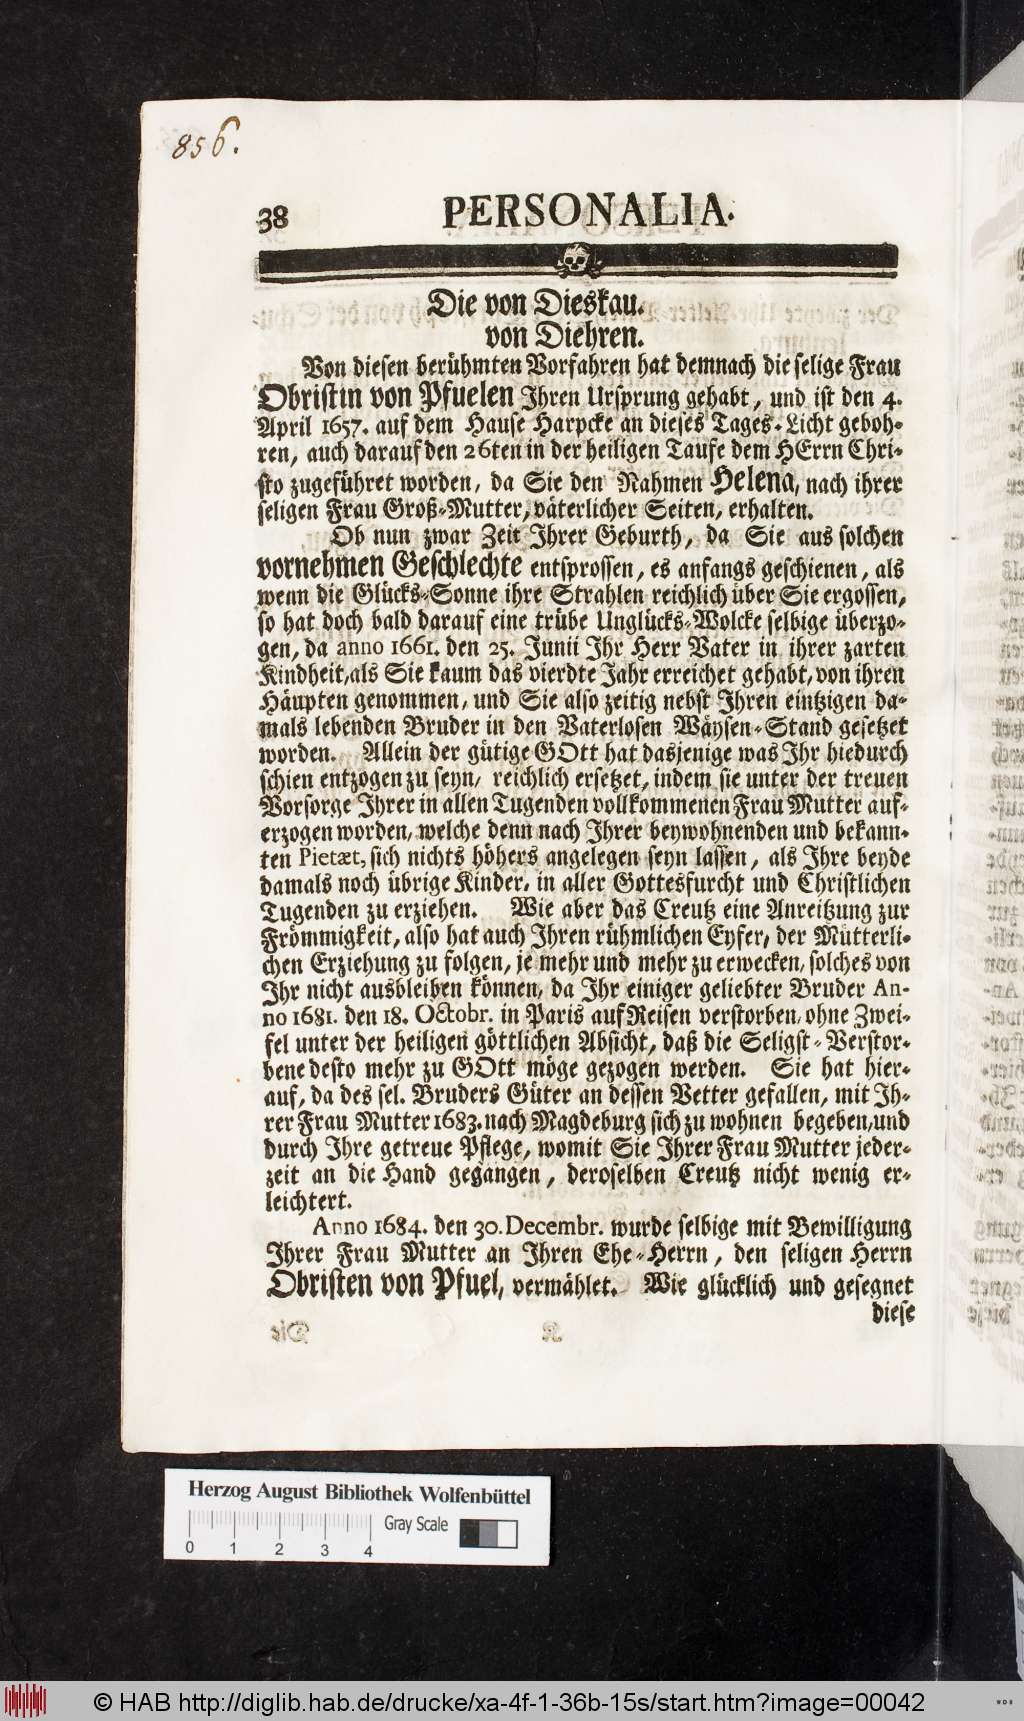 856.
38 PERSONALIA.
Die von Dieskau.
von Diehren.
Von diesen berühmten Vorfahren hat demnach die selige Frau
Obristin von Pfuelen Ihren Ursprung gehabt, und ist den 4.
April 1657. auf dem Hause Harpcke an dieses Tages-Licht geboh-
ren, auch darauf den 26ten in der heiligen Taufe dem HErrn Chri-
sto zugeführet worden, da Sie den Nahmen Helena, nach ihrer
seligen Frau Groß-Mutter, väterlicher Seiten, erhalten.
Ob nun zwar Zeit Ihrer Geburth, da Sie aus solchen
vornehmen Geschlechte entsprossen, es anfangs geschienen, als
wenn die Glücks-Sonne ihre Strahlen reichlich über Sie ergossen,
so hat doch bald darauf eine trübe Unglücks-Wolcke selbige überzo-
gen, da anno 1661. den 25. Junii Ihr Herr Vater in ihrer zarten
Kindheit, als Sie kaum das vierdte Jahr erreichet gehabt, von ihren
Häupten genommen, und Sie also zeitig nebst Ihren eintzigen da-
mals lebenden Bruder in den Vaterlosen Wäysen-Stand gesetzet
worden. Allein der gütige GOtt hat dasjenige was Ihr hiedurch
schien entzogen zu seyn, reichlich ersetzet, indem sie unter der treuen
Vorsorge Ihrer in allen Tugenden vollkommenen Frau Mutter auf-
erzogen worden, welche denn nach Ihrer beywohnenden und bekann-
ten Pietæt, sich nichts höhers angelegen seyn lassen, als Ihre beyde
damals noch übrige Kinder, in aller Gottesfurcht und Christlichen
Tugenden zu erziehen. Wie aber das Creutz eine Anreitzung zur
Frömmigkeit, also hat auch Ihren rühmlichen Eyfer, der Mütterli-
chen Erziehung zu folgen, je mehr und mehr zu erwecken, solches von
Ihr nicht ausbleiben können, da Ihr einiger geliebter Bruder An-
no 1681. den 18. Octobr. in Paris auf Reisen verstorben, ohne Zwei-
fel unter der heiligen göttlichen Absicht, daß die Seligst-Verstor-
bene desto mehr zu GOtt möge gezogen werden. Sie hat hier-
auf, da des sel. Bruders Güter an dessen Vetter gefallen, mit Ih-
rer Frau Mutter 1683. nach Magdeburg sich zu wohnen begeben, und
durch Ihre getreue Pflege, womit Sie Ihrer Frau Mutter jeder-
zeit an die Hand gegangen, deroselben Creutz nicht wenig er-
leichtert.
Anno 1684. den 30. Decembr. wurde selbige mit Bewilligung
Ihrer Frau Mutter an Ihren Ehe-Herrn, den seligen Herrn
Obristen von Pfuel, vermählet. Wie glücklich und gesegnet
diese
Herzog August Bibliothek Wolfenbüttel
Gray Scale
0 1 2 3 4
© HAB http://diglib.hab.de/drucke/xa-4f-1-36b-15s/start.htm?image=00042